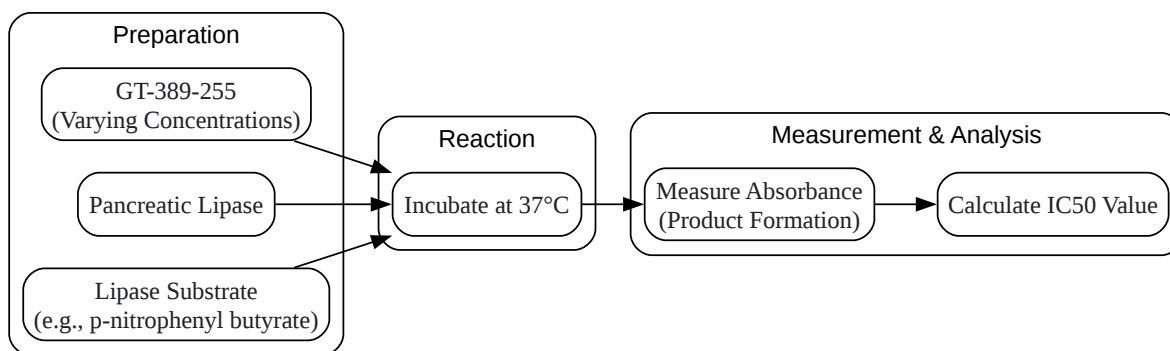 Preparation
GT-389-255
(Varying Concentrations)
Pancreatic Lipase
Lipase Substrate
(e.g., p-nitrophenyl butyrate)
Reaction
Incubate at 37°C
Measurement & Analysis
Measure Absorbance
(Product Formation)
Calculate IC50 Value